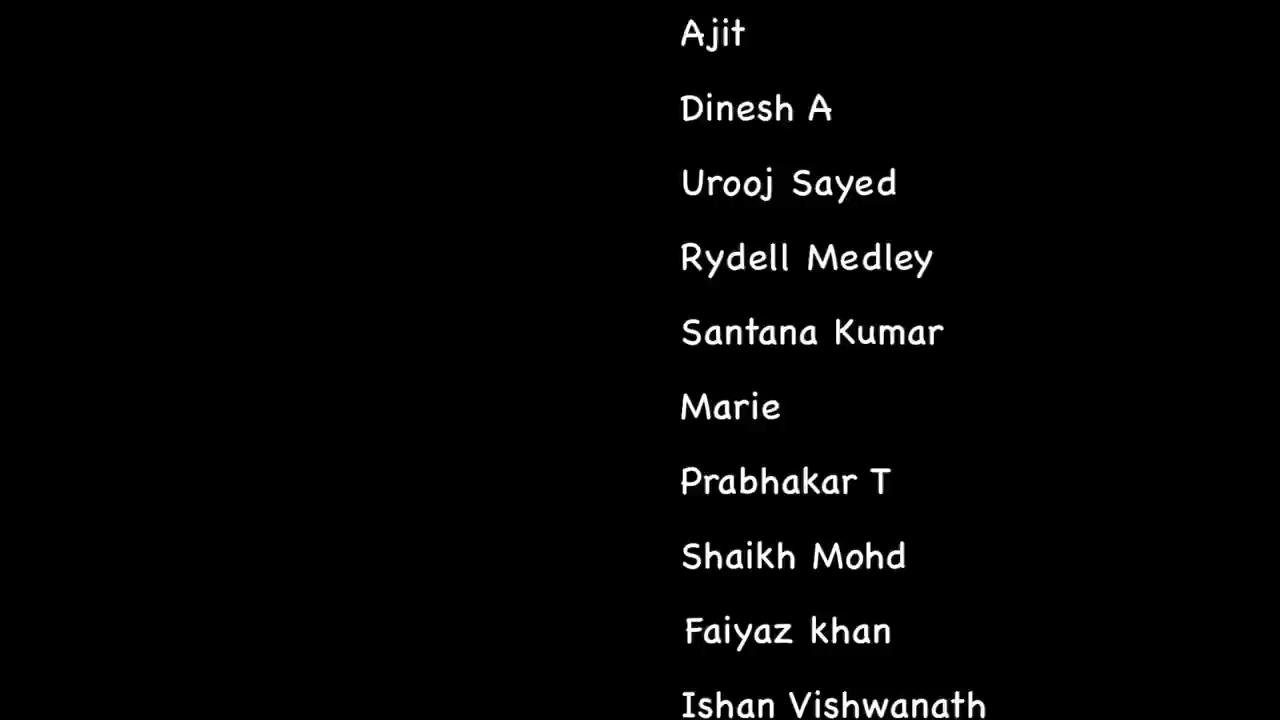 Ajit
Dinesh A
Urooj Sayed
Rydell Medley
Santana Kumar
Marie
Prabhakar T
Shaikh Mohd
Faiyaz khan
Ishan Vishwanath